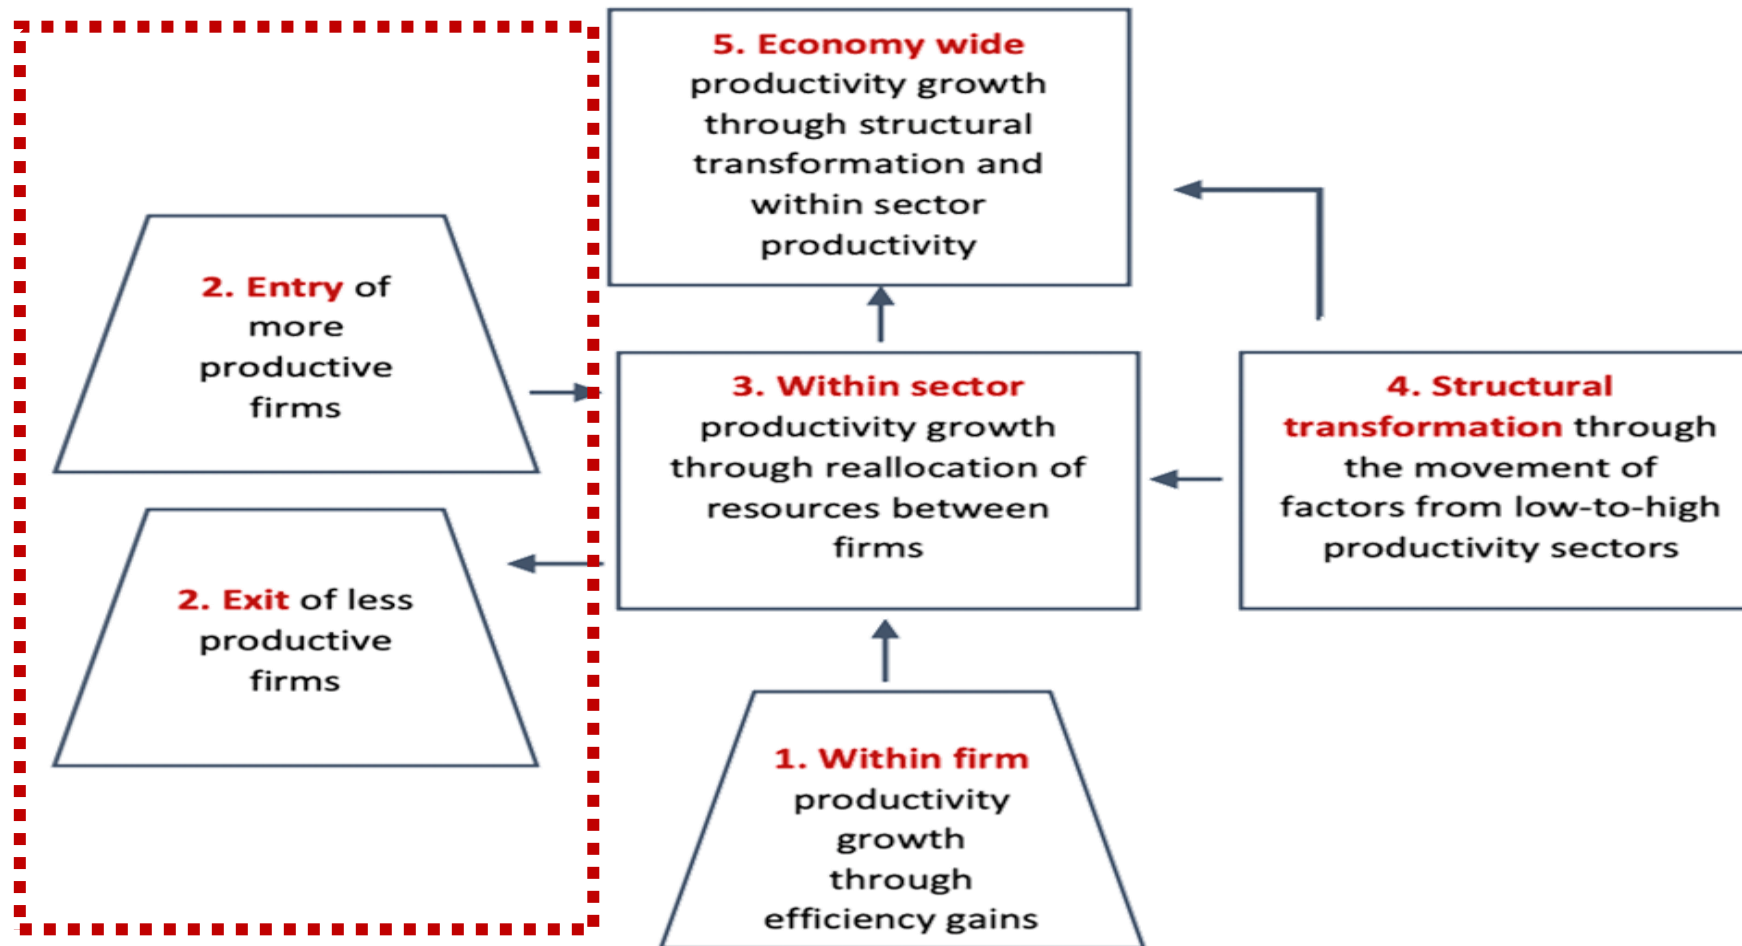 5. Economy wide
productivity growth
through structural
transformation and
within sector
productivity
2. Entry of
more
productive
firms
3. Within sector
productivity growth
through reallocation of
resources between
firms
4. Structural
transformation through
the movement of
factors from low-to-high
productivity sectors
2. Exit of less
productive
firms
1. Within firm
productivity
growth
through
efficiency gains